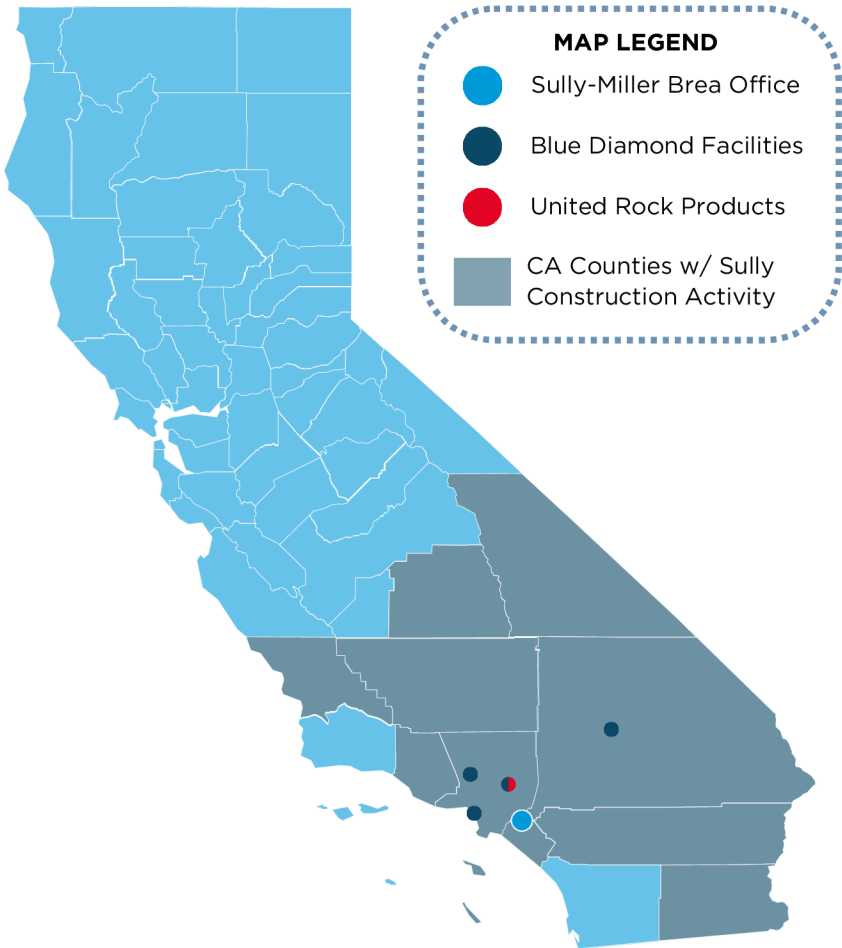 MAP LEGEND
Sully-Miller Brea Office
Blue Diamond Facilities
United Rock Products
CA Counties w/ Sully
Construction Activity